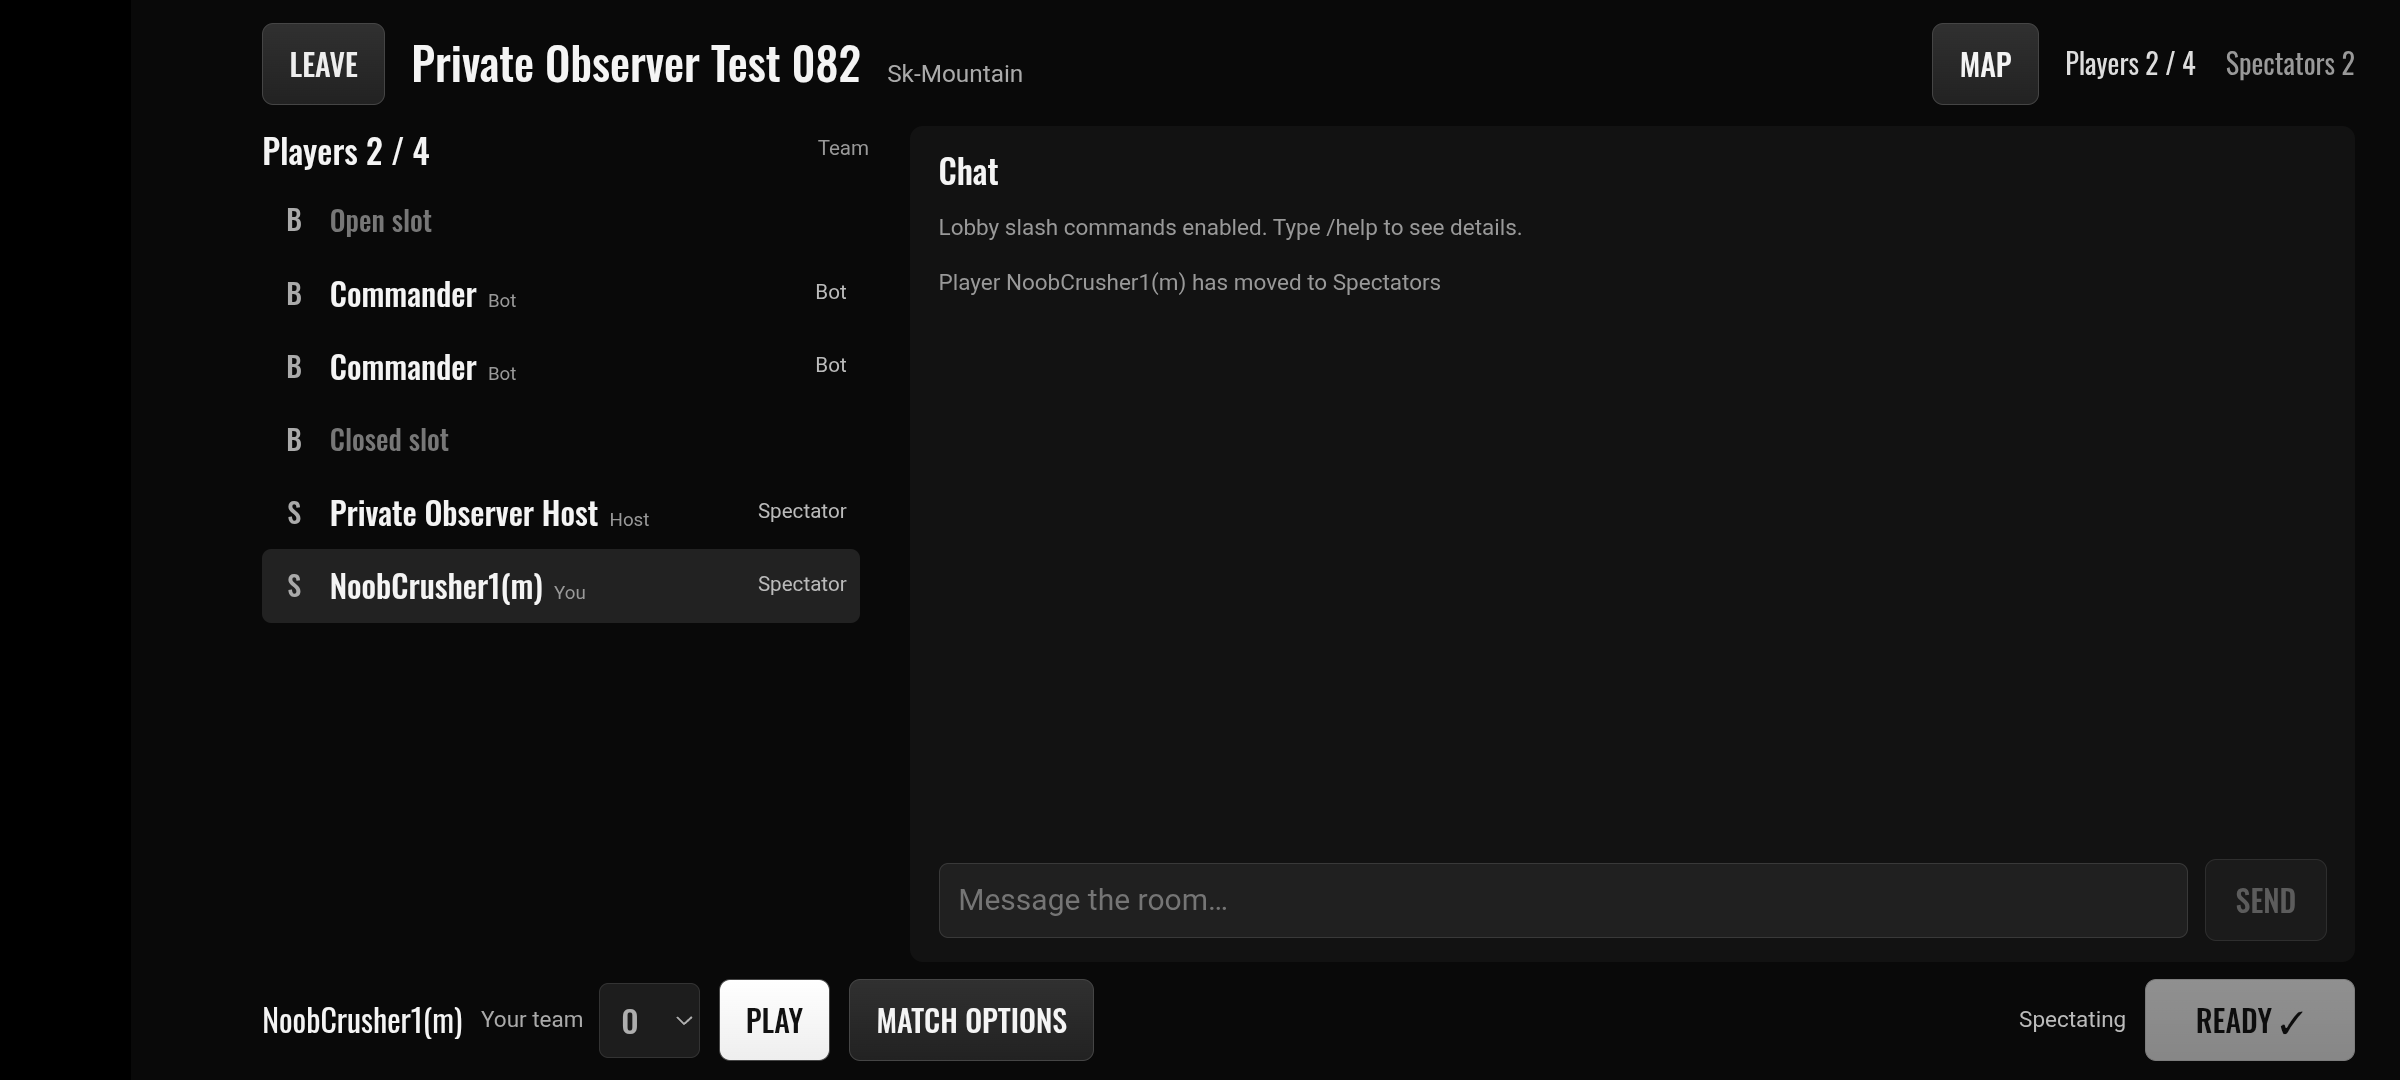 LEAVE Private Observer Test 082 Sk-Mountain MAP Players 2 / 4 Spectators 2
Players 2 / 4 Team
B Open slot
B Commander Bot Bot
B Commander Bot Bot
B Closed slot
S Private Observer Host Host Spectator
S NoobCrusher1(m) You Spectator
Chat
Lobby slash commands enabled. Type /help to see details.
Player NoobCrusher1(m) has moved to Spectators
Message the room… SEND
NoobCrusher1(m) Your team 0 PLAY MATCH OPTIONS Spectating READY ✓